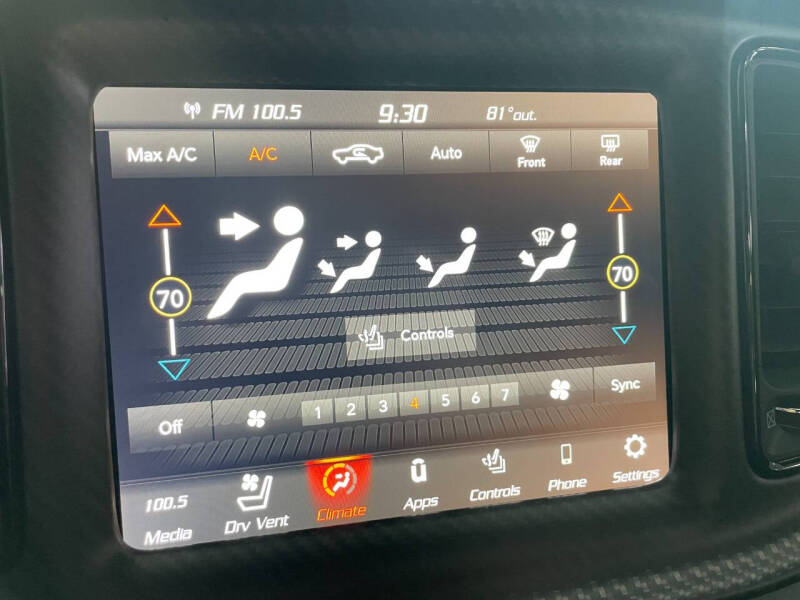 FM 100.5 9:30 81°out.
Max A/C A/C Auto Front Rear
70 70
Controls
Off 1 2 3 4 5 6 7 Sync
100.5
Media Drv Vent Climate Apps Controls Phone Settings